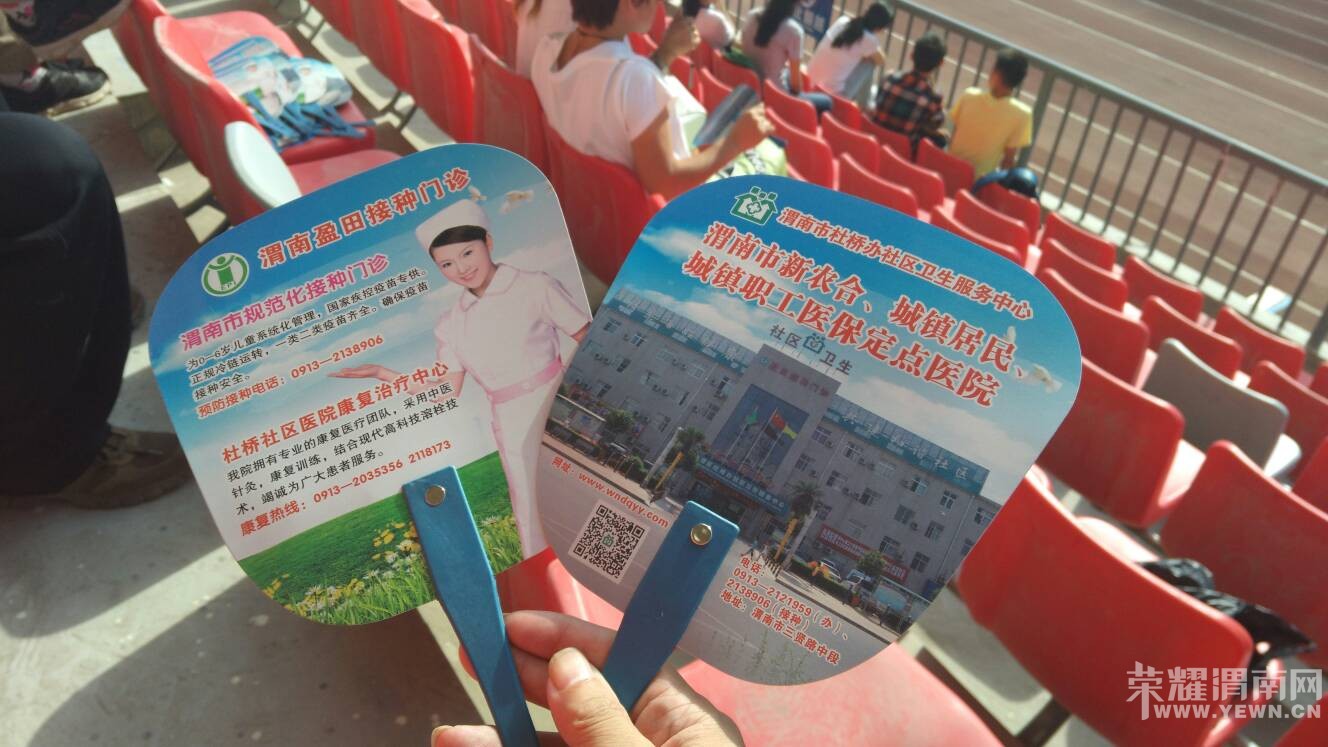 渭南盈田接种门诊
渭南市规范化接种门诊
为0-6岁儿童系统化管理，国家疾控疫苗专供。
正规冷链运转，一类二类疫苗齐全。确保疫苗
接种安全。
预防接种电话：0913—2138906
杜桥社区医院康复治疗中心
我院拥有专业的康复医疗团队，采用中医
针灸，康复训练，结合现代高科技溶栓技
术，竭诚为广大患者服务。
康复热线：0913—2035356 2118173
渭南市杜桥办社区卫生服务中心
渭南市新农合、城镇居民、
城镇职工医保定点医院
社区卫生
网址：www.wndqyy.com
电话：
0913—2121959（办）、
2138906（接种）
地址：渭南市三贤路中段
荣耀渭南网
WWW.YEWN.CN